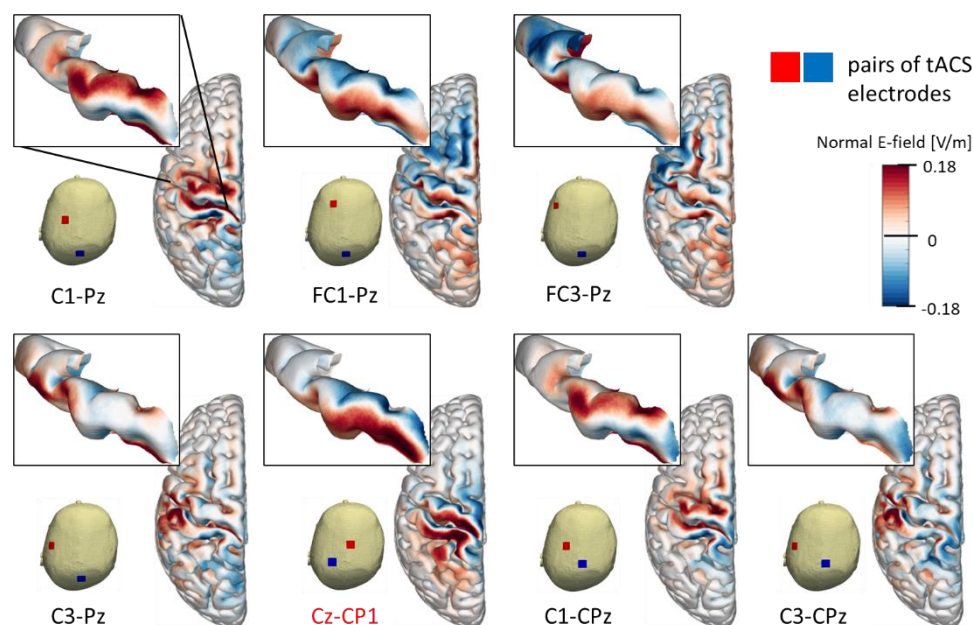 pairs of tACS
electrodes
Normal E-field [V/m]
0.18
0
-0.18
C1-Pz
FC1-Pz
FC3-Pz
C3-Pz
Cz-CP1
C1-CPz
C3-CPz